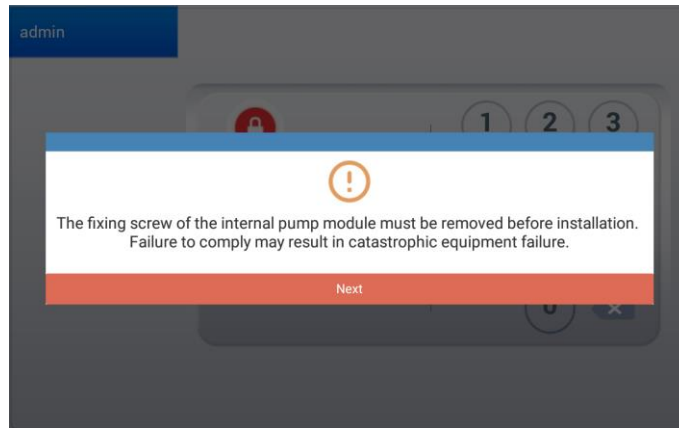 admin
1 2 3
The fixing screw of the internal pump module must be removed before installation.
Failure to comply may result in catastrophic equipment failure.
Next
0